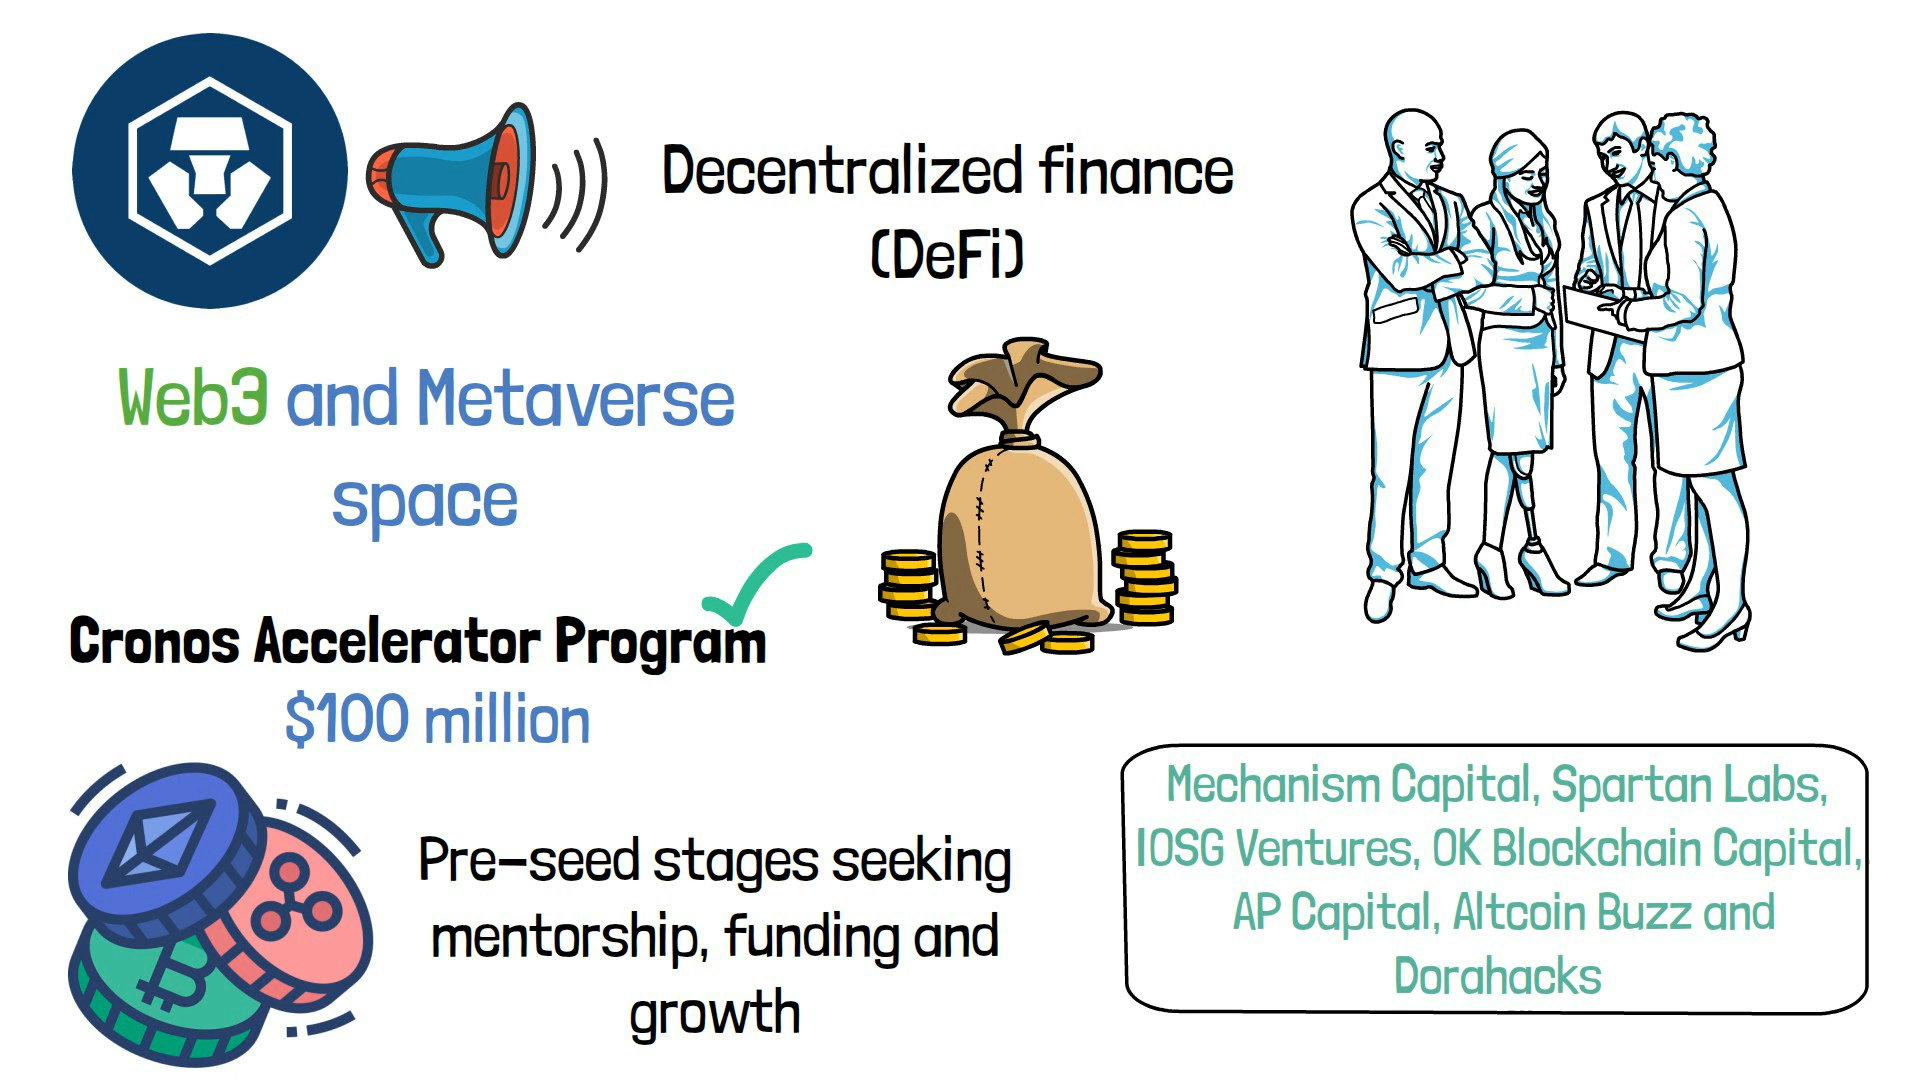 Decentralized finance
(DeFi)
Web3 and Metaverse
space
Cronos Accelerator Program
$100 million
Pre-seed stages seeking
mentorship, funding and
growth
Mechanism Capital, Spartan Labs,
IOSG Ventures, OK Blockchain Capital,
AP Capital, Altcoin Buzz and
Dorahacks